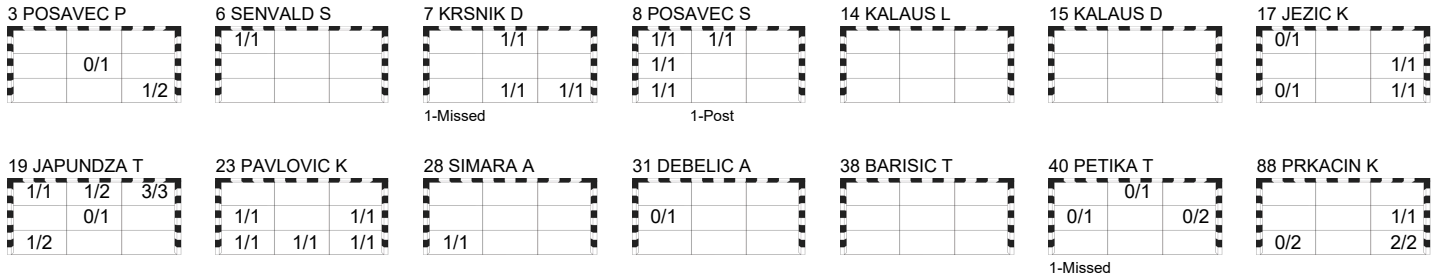 3 POSAVEC P 6 SENVALD S 7 KRSNIK D 8 POSAVEC S 14 KALAUS L 15 KALAUS D 17 JEZIC K
1/1 1/1 1/1 1/1 0/1
0/1 1/1 1/1
1/2 1/1 1/1 1/1 0/1 1/1
1-Missed 1-Post
19 JAPUNDZA T 23 PAVLOVIC K 28 SIMARA A 31 DEBELIC A 38 BARISIC T 40 PETIKA T 88 PRKACIN K
1/1 1/2 3/3 0/1
0/1 1/1 1/1 0/1 0/1 0/2 1/1
1/2 1/1 1/1 1/1 1/1 0/2 2/2
1-Missed